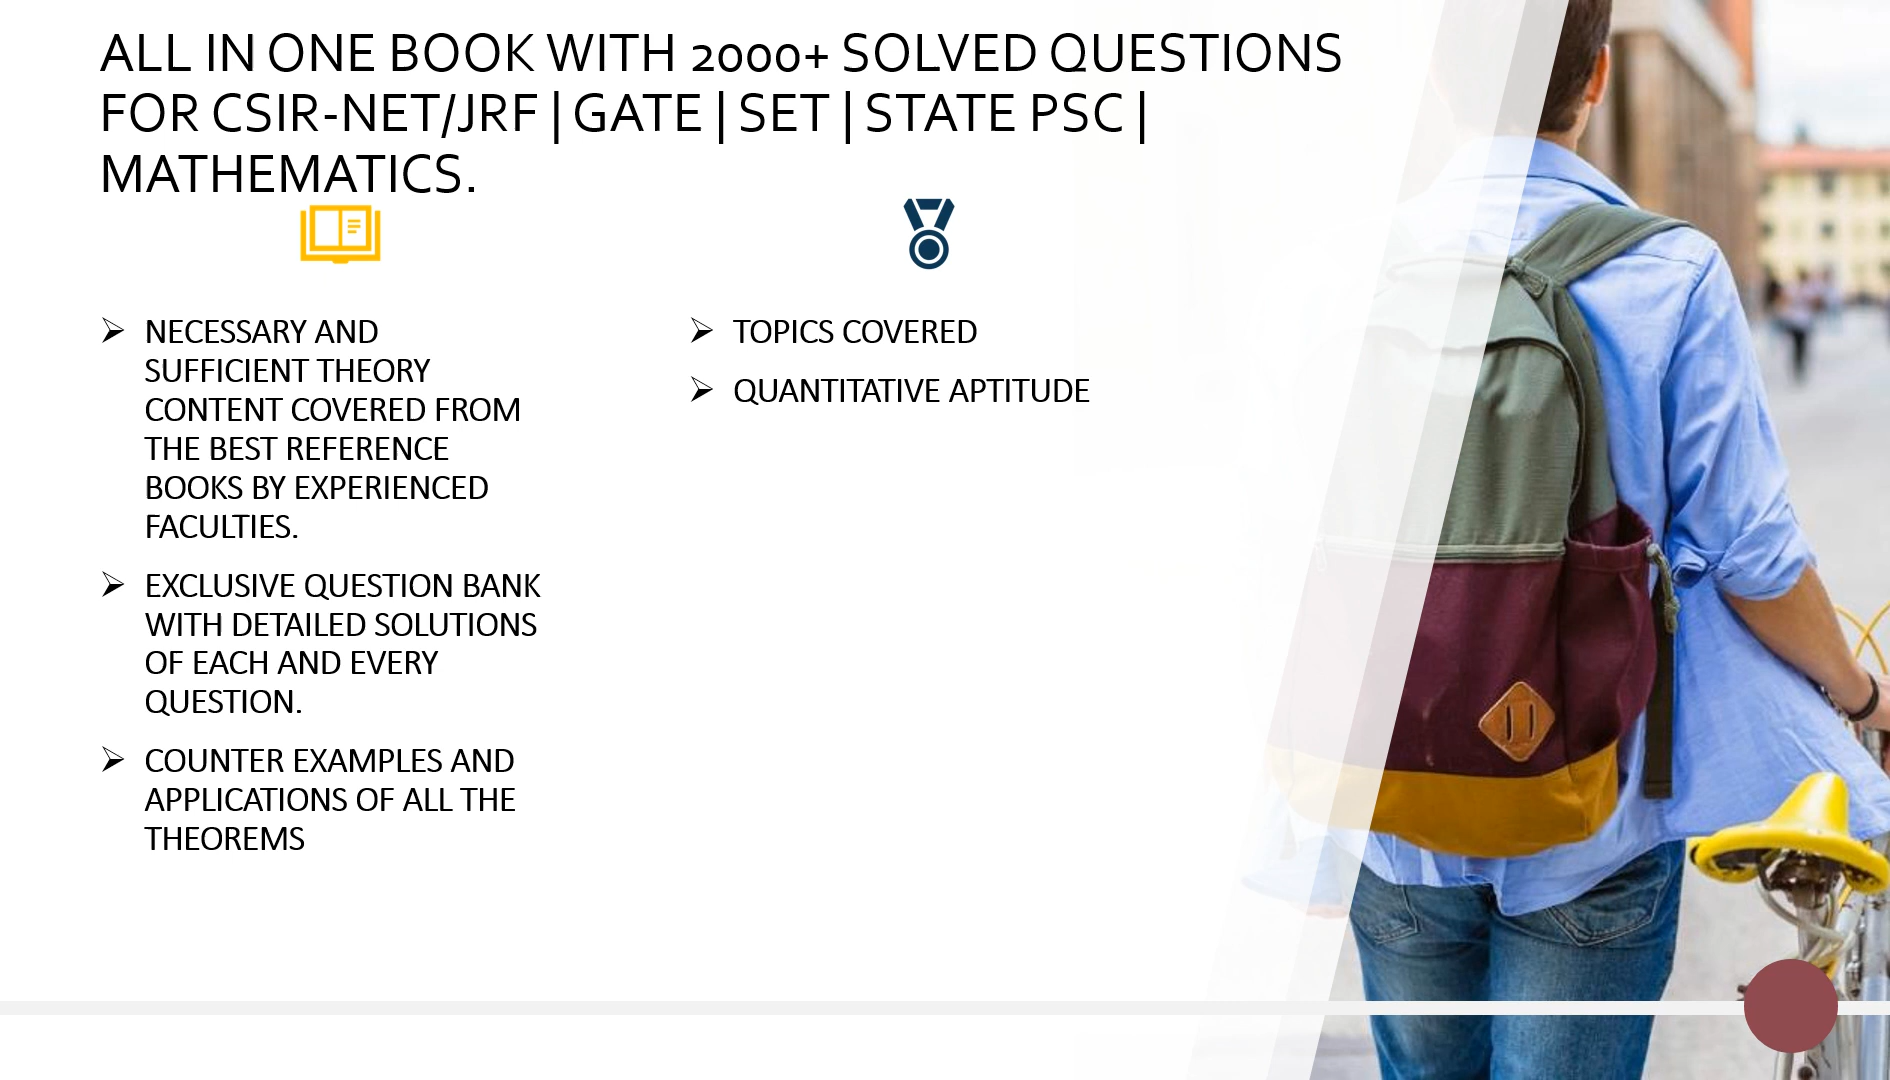 ALL IN ONE BOOK WITH 2000+ SOLVED QUESTIONS
FOR CSIR-NET/JRF | GATE | SET | STATE PSC |
MATHEMATICS.
NECESSARY AND
SUFFICIENT THEORY
CONTENT COVERED FROM
THE BEST REFERENCE
BOOKS BY EXPERIENCED
FACULTIES.
EXCLUSIVE QUESTION BANK
WITH DETAILED SOLUTIONS
OF EACH AND EVERY
QUESTION.
COUNTER EXAMPLES AND
APPLICATIONS OF ALL THE
THEOREMS
TOPICS COVERED
QUANTITATIVE APTITUDE